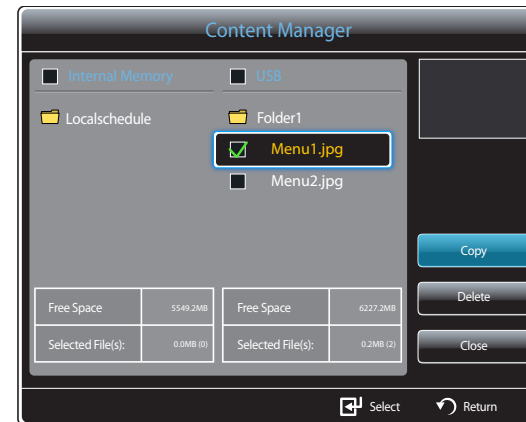 Content Manager
Internal Memory
USB
Localschedule
Folder1
Menu1.jpg
Menu2.jpg
Copy
Delete
Close
Free Space 5549.2MB
Selected File(s): 0.0MB (0)
Free Space 6227.2MB
Selected File(s): 0.2MB (2)
Select
Return